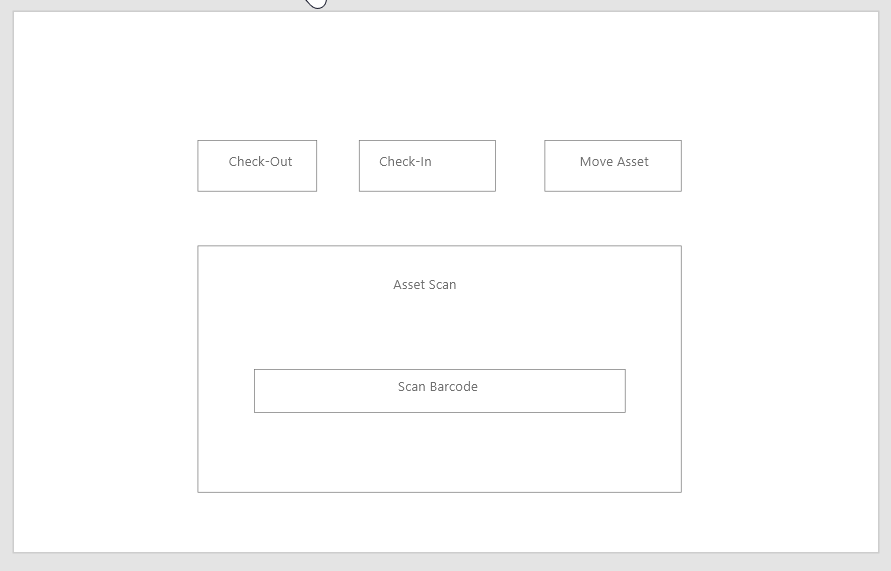 Check-Out
Check-In
Move Asset
Asset Scan
Scan Barcode